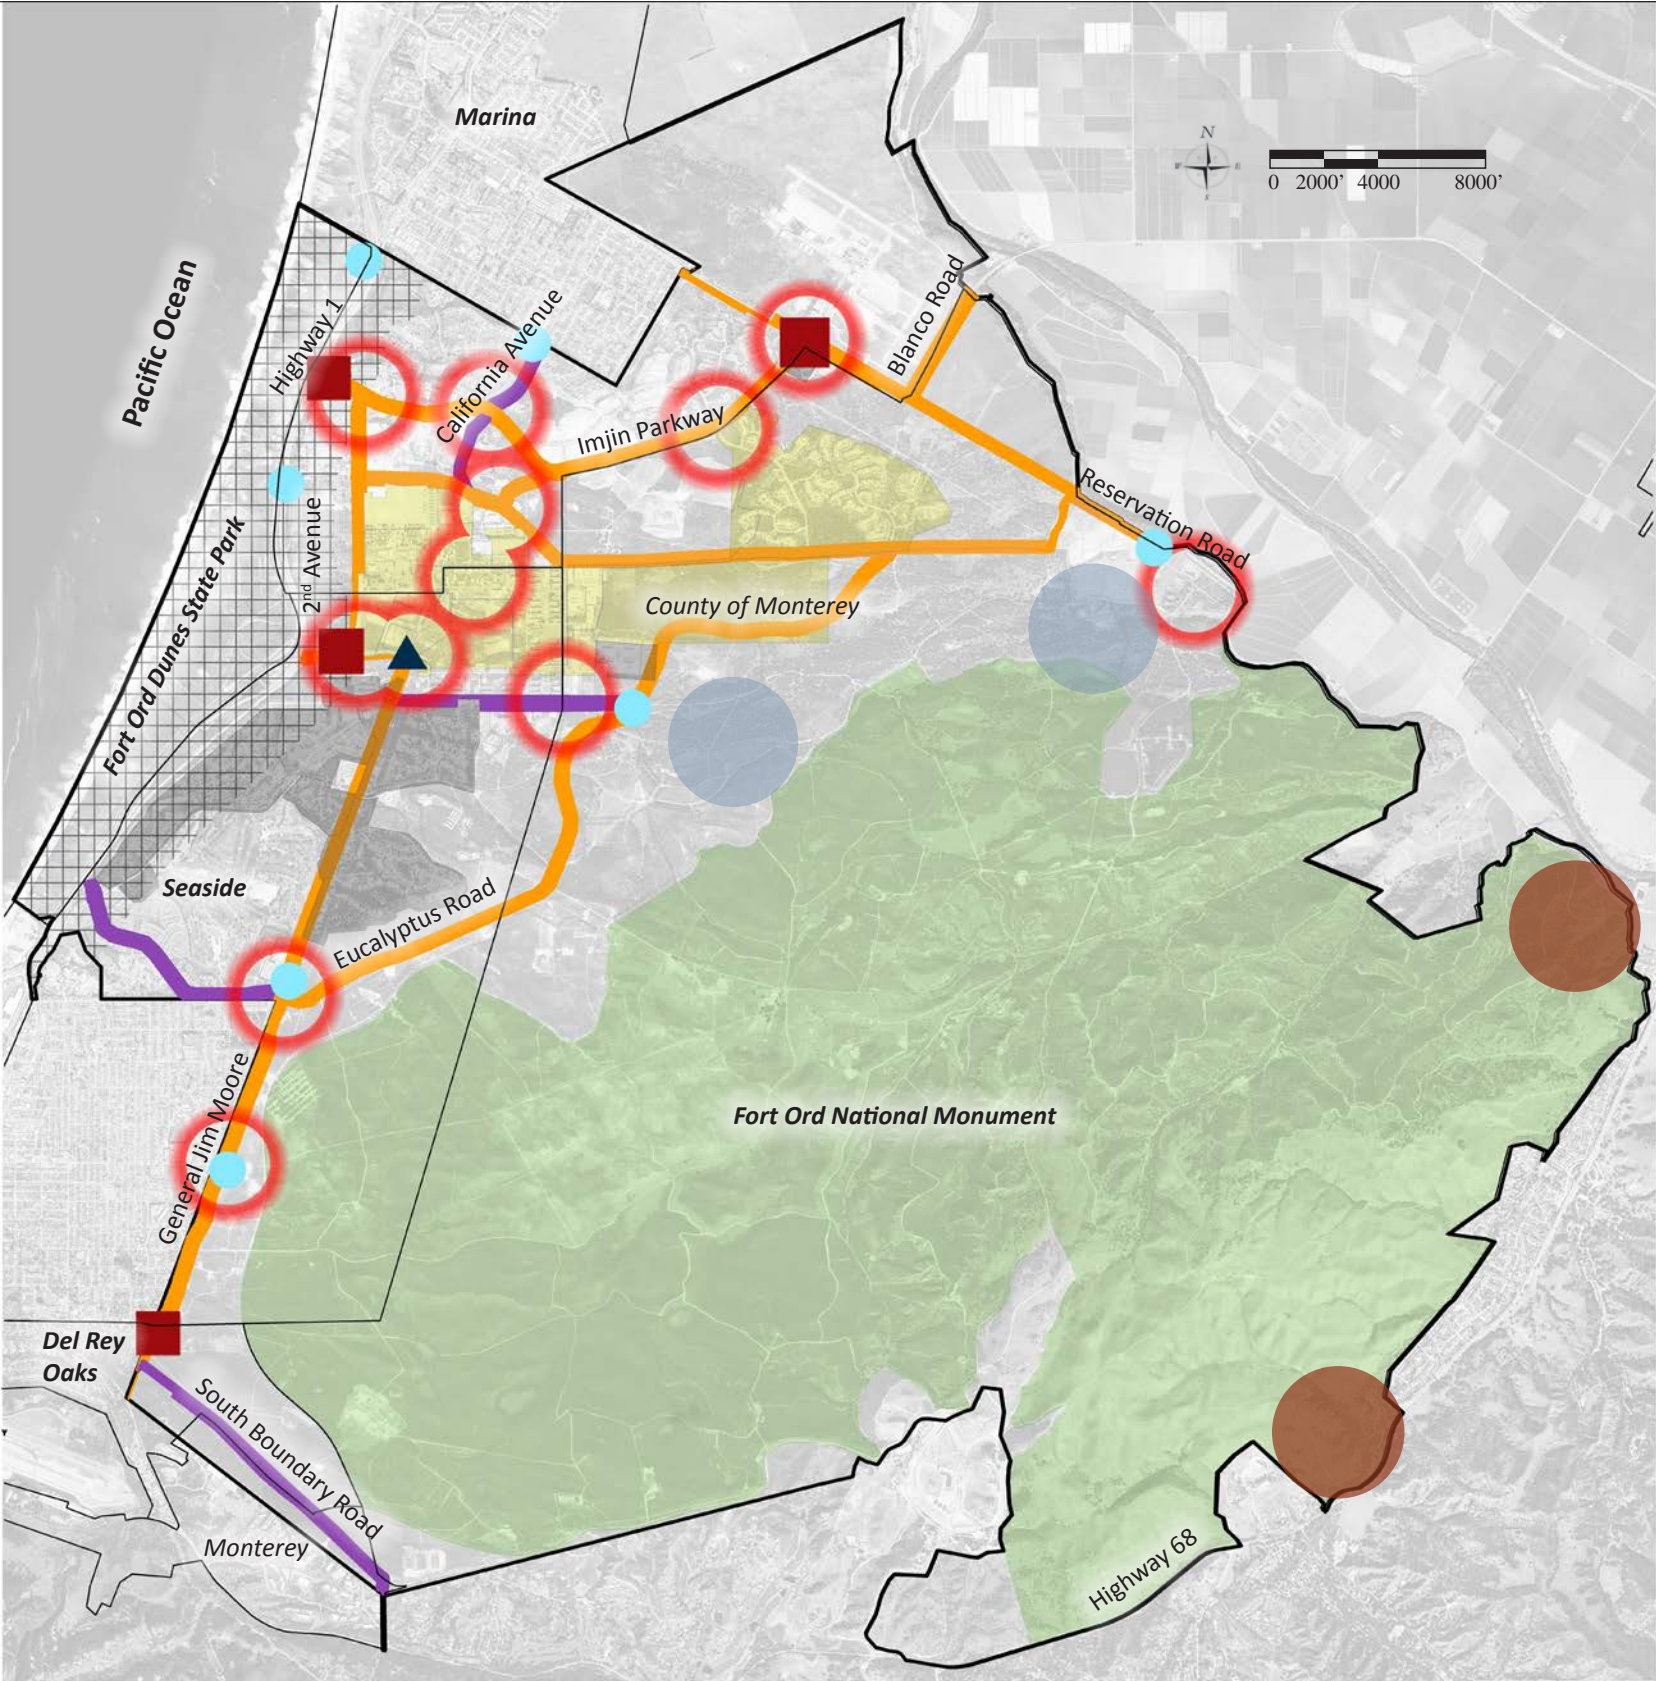 Marina
N
W
E
S
0 2000' 4000 8000'
Pacific Ocean
Highway 1
California Avenue
Blanco Road
Imjin Parkway
Reservation Road
2nd Avenue
Fort Ord Dunes State Park
County of Monterey
Seaside
Eucalyptus Road
General Jim Moore
Fort Ord National Monument
Del Rey
Oaks
South Boundary Road
Monterey
Highway 68